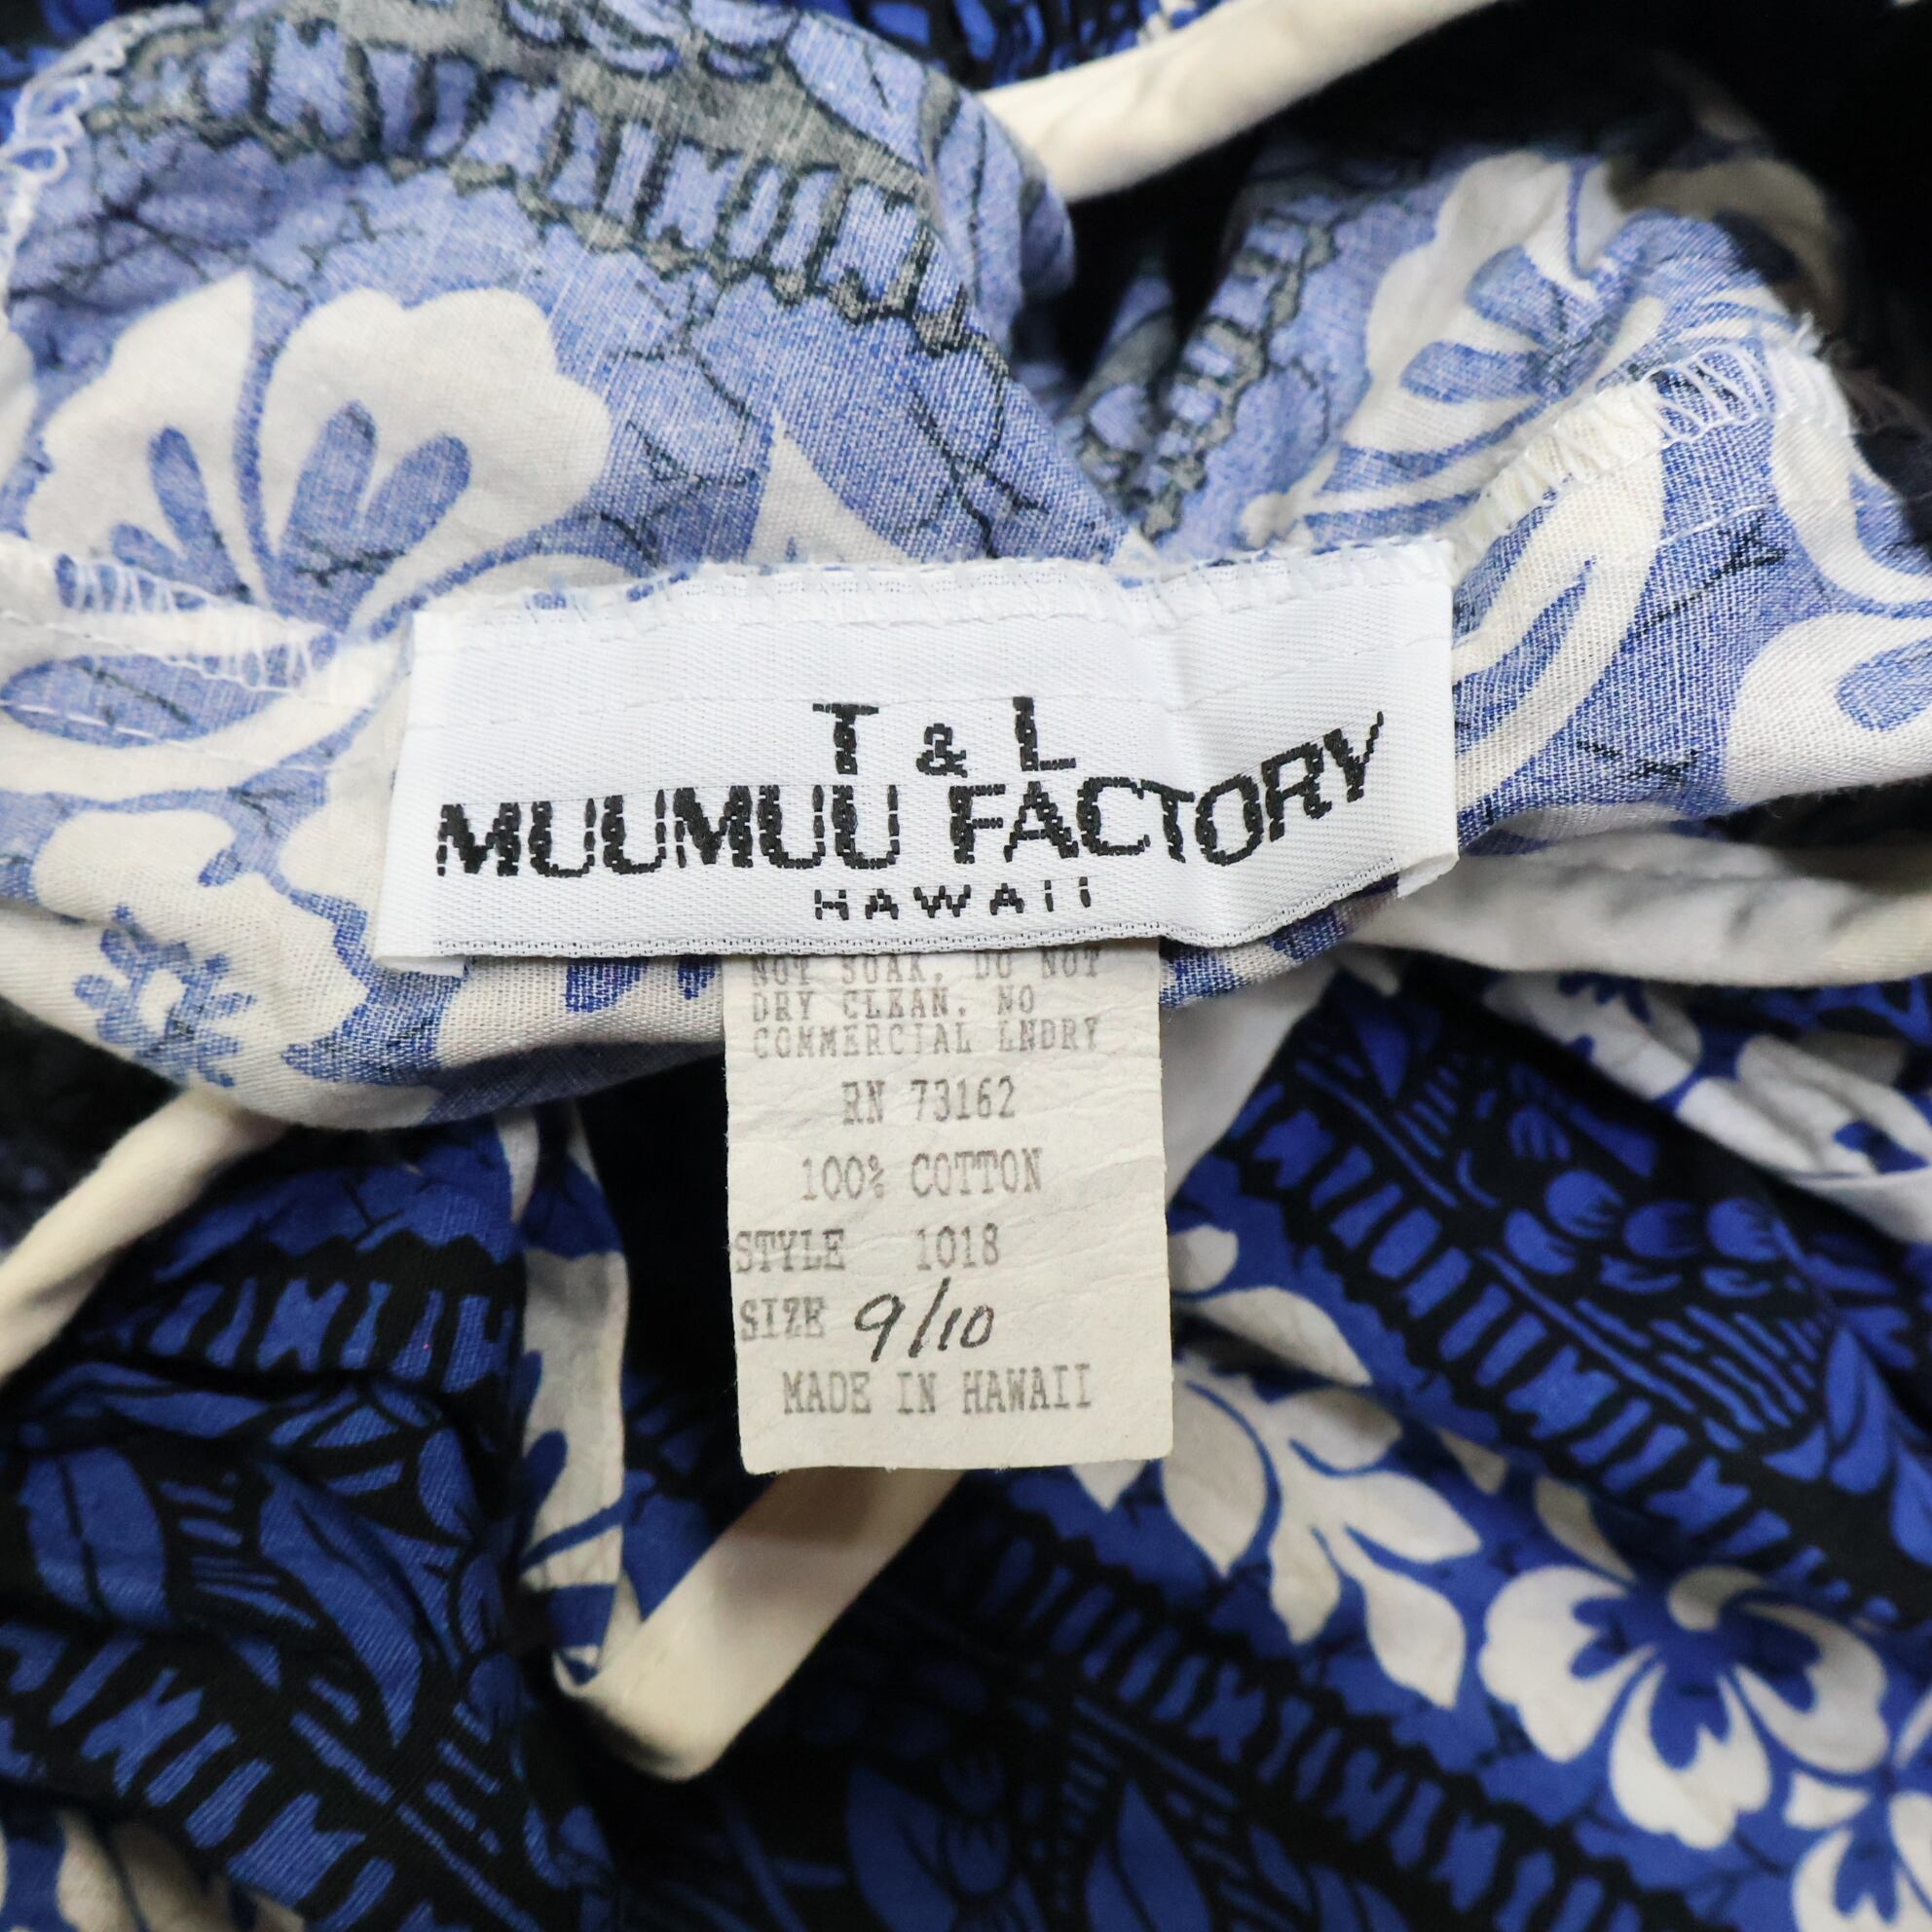 T & L
MUUMUU FACTORY
HAWAII
NOT SOAK. DO NOT
DRY CLEAN. NO
COMMERCIAL LNDRY
RN 73162
100% COTTON
STYLE 1018
SIZE 9/10
MADE IN HAWAII